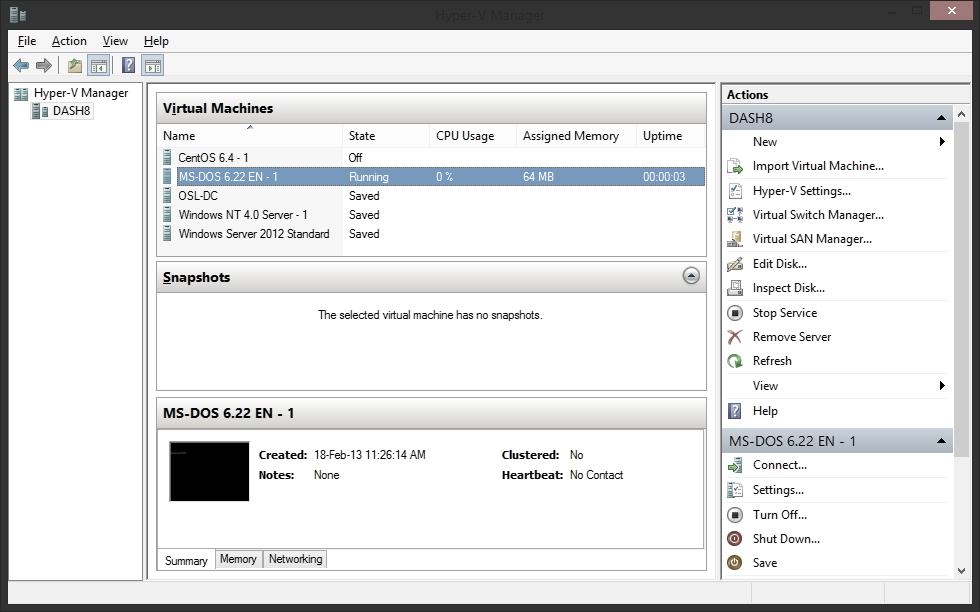 Hyper-V Manager
File Action View Help
Hyper-V Manager
DASH8
Virtual Machines
Name State CPU Usage Assigned Memory Uptime
CentOS 6.4 - 1 Off
MS-DOS 6.22 EN - 1 Running 0 % 64 MB 00:00:03
OSL-DC Saved
Windows NT 4.0 Server - 1 Saved
Windows Server 2012 Standard Saved
Snapshots
The selected virtual machine has no snapshots.
MS-DOS 6.22 EN - 1
Created: 18-Feb-13 11:26:14 AM Clustered: No
Notes: None Heartbeat: No Contact
Summary Memory Networking
Actions
DASH8
New
Import Virtual Machine...
Hyper-V Settings...
Virtual Switch Manager...
Virtual SAN Manager...
Edit Disk...
Inspect Disk...
Stop Service
Remove Server
Refresh
View
Help
MS-DOS 6.22 EN - 1
Connect...
Settings...
Turn Off...
Shut Down...
Save